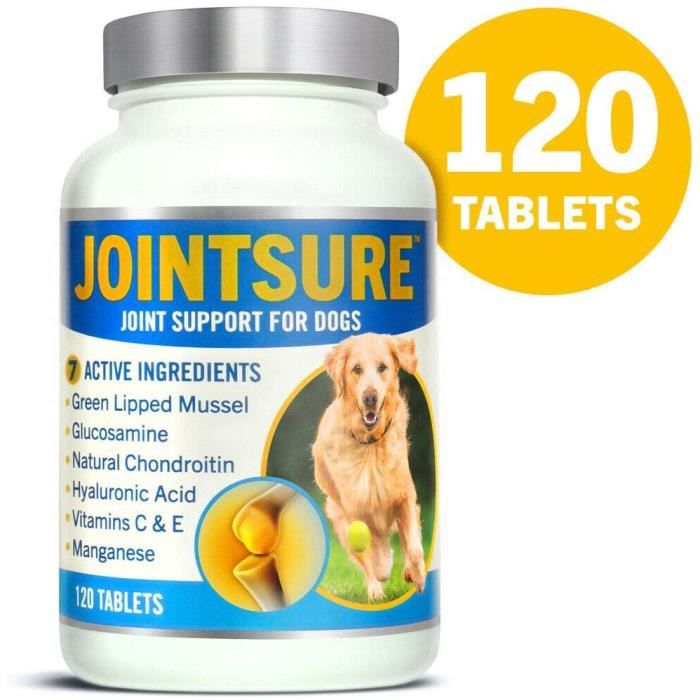 120
TABLETS
JOINTSURE™
JOINT SUPPORT FOR DOGS
7 ACTIVE INGREDIENTS
• Green Lipped Mussel
• Glucosamine
• Natural Chondroitin
• Hyaluronic Acid
• Vitamins C & E
• Manganese
120 TABLETS